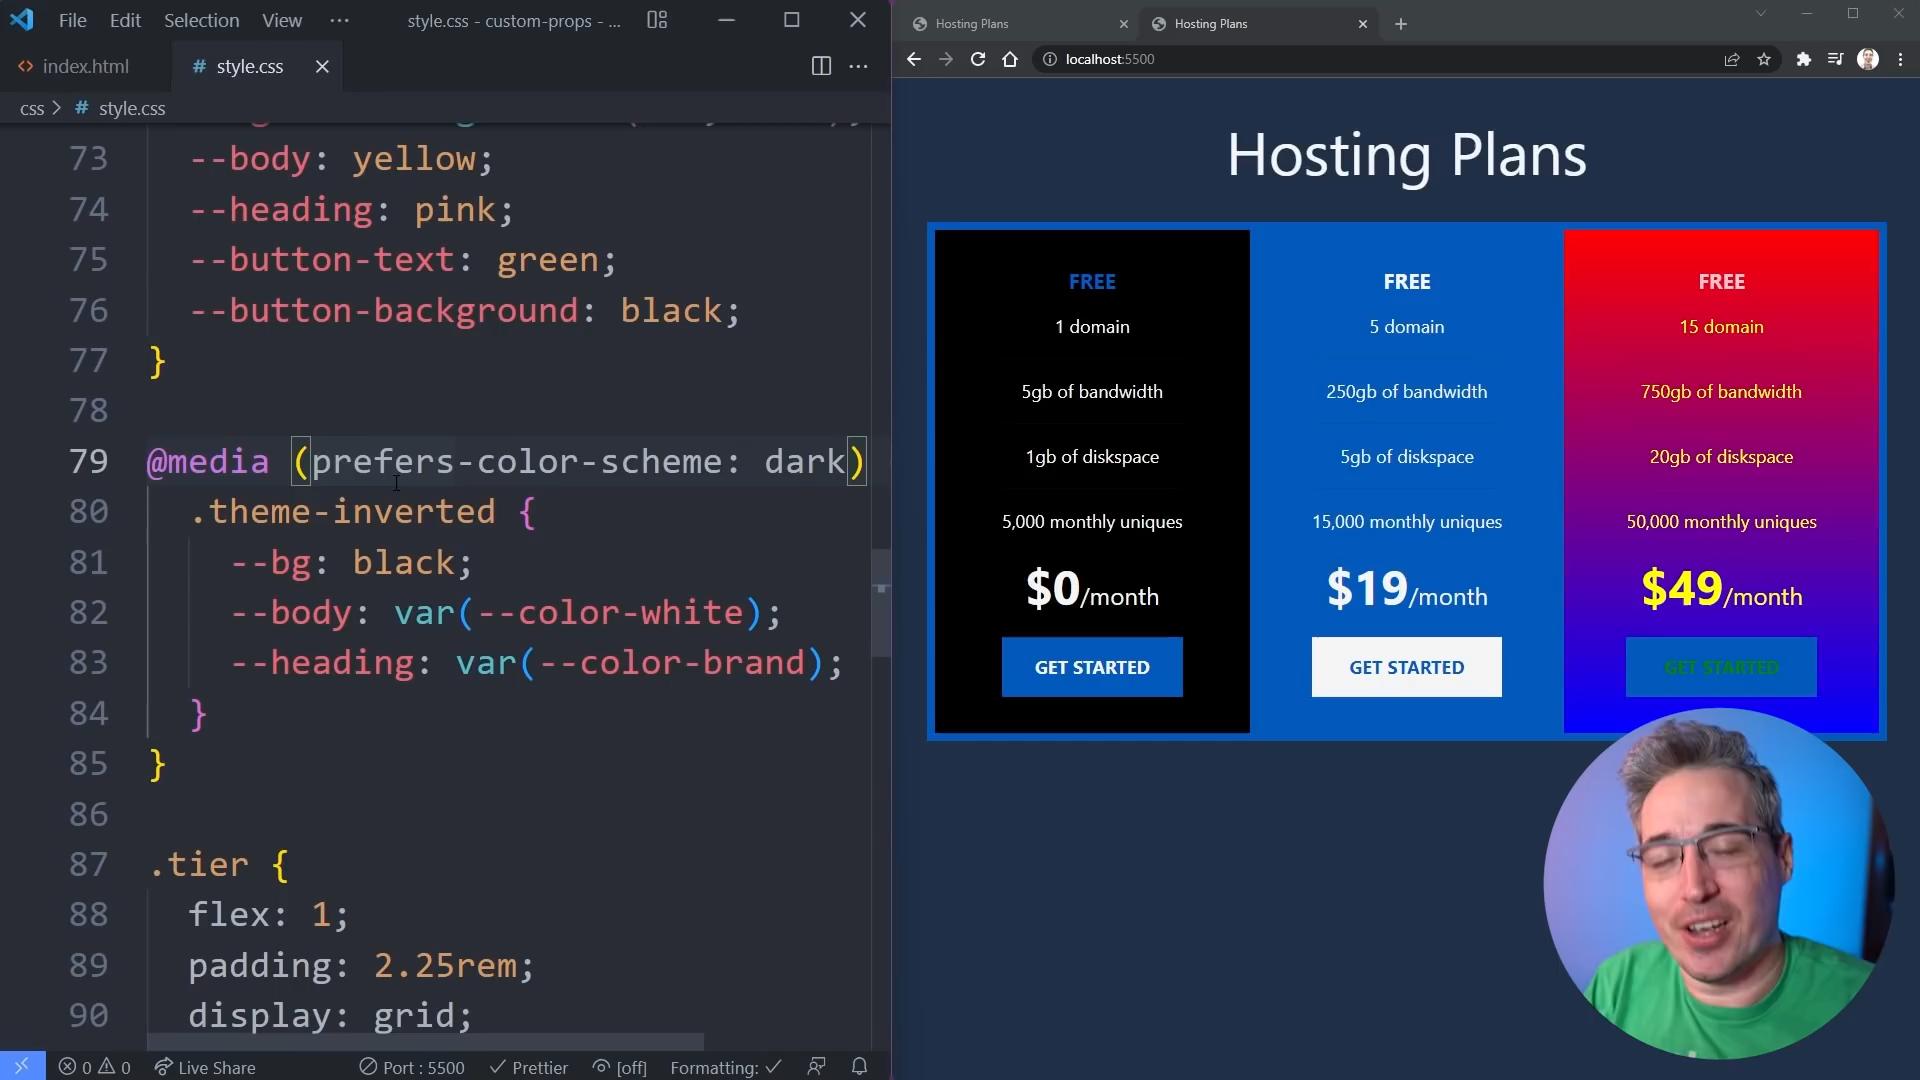 File Edit Selection View ··· style.css - custom-props - ...
index.html # style.css
css > # style.css
73 --body: yellow;
74 --heading: pink;
75 --button-text: green;
76 --button-background: black;
77 }
78
79 @media (prefers-color-scheme: dark)
80 .theme-inverted {
81 --bg: black;
82 --body: var(--color-white);
83 --heading: var(--color-brand);
84 }
85 }
86
87 .tier {
88 flex: 1;
89 padding: 2.25rem;
90 display: grid;
0 0 Live Share Port : 5500 Prettier [off] Formatting: ✓
Hosting Plans Hosting Plans
localhost:5500
Hosting Plans
FREE
1 domain
5gb of bandwidth
1gb of diskspace
5,000 monthly uniques
$0/month
GET STARTED
FREE
5 domain
250gb of bandwidth
5gb of diskspace
15,000 monthly uniques
$19/month
GET STARTED
FREE
15 domain
750gb of bandwidth
20gb of diskspace
50,000 monthly uniques
$49/month
GET STARTED